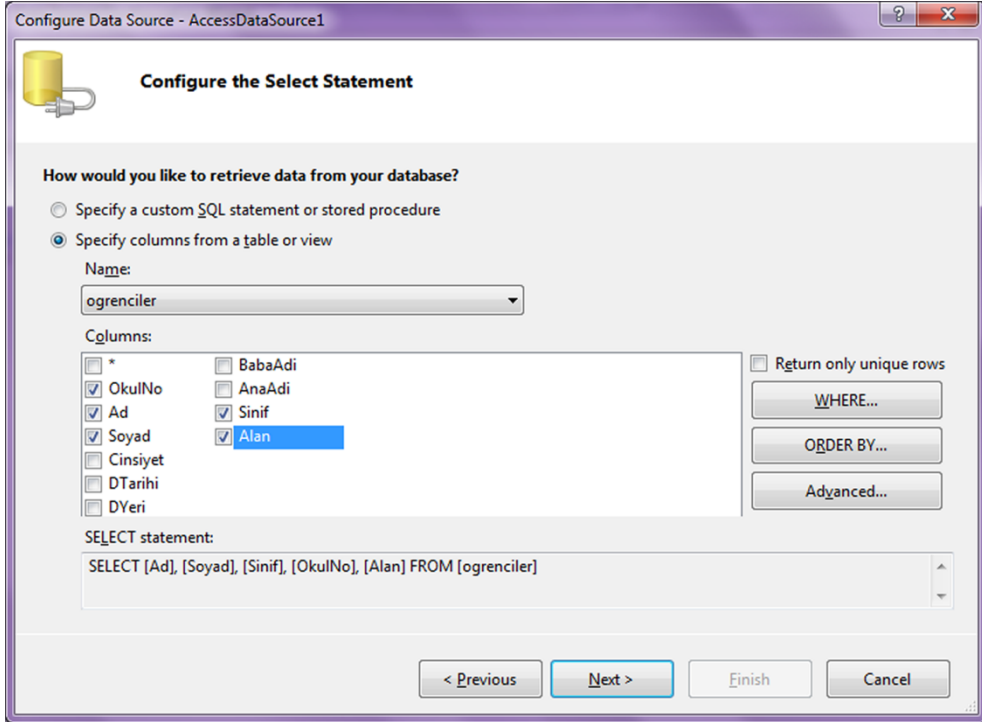 Configure Data Source - AccessDataSource1
Configure the Select Statement
How would you like to retrieve data from your database?
Specify a custom SQL statement or stored procedure
Specify columns from a table or view
Name:
ogrenciler
Columns:
* BabaAdi
Return only unique rows
OkulNo AnaAdi
WHERE...
Ad Sinif
Soyad Alan
ORDER BY...
Cinsiyet
DTarihi
Advanced...
DYeri
SELECT statement:
SELECT [Ad], [Soyad], [Sinif], [OkulNo], [Alan] FROM [ogrenciler]
< Previous Next > Finish Cancel